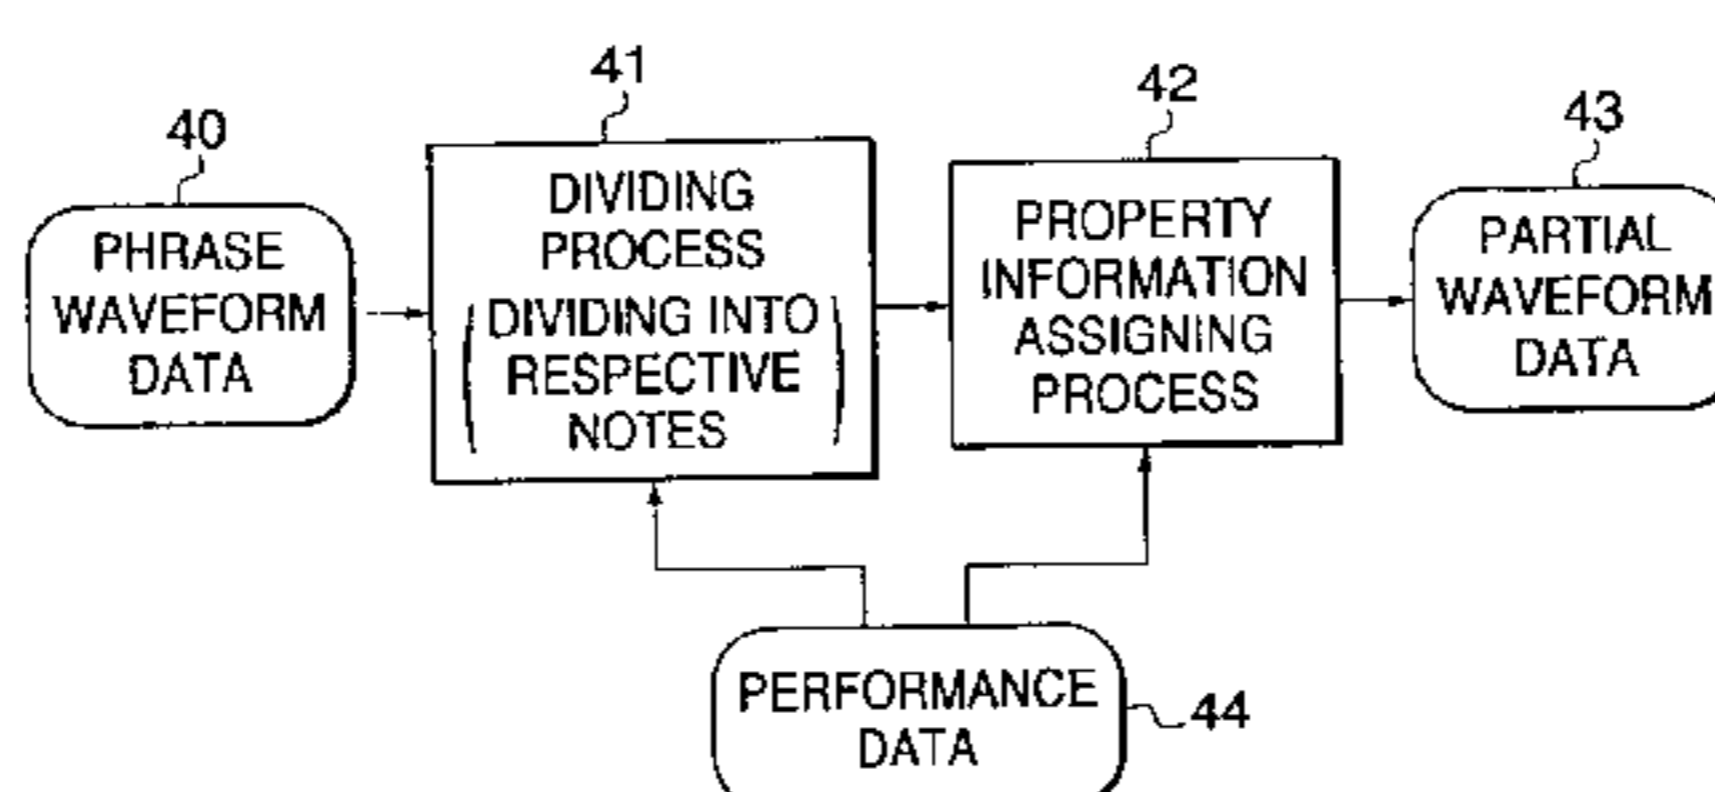 40
PHRASE
WAVEFORM
DATA
41
DIVIDING
PROCESS
( DIVIDING INTO
RESPECTIVE
NOTES )
42
PROPERTY
INFORMATION
ASSIGNING
PROCESS
43
PARTIAL
WAVEFORM
DATA
PERFORMANCE
DATA
44